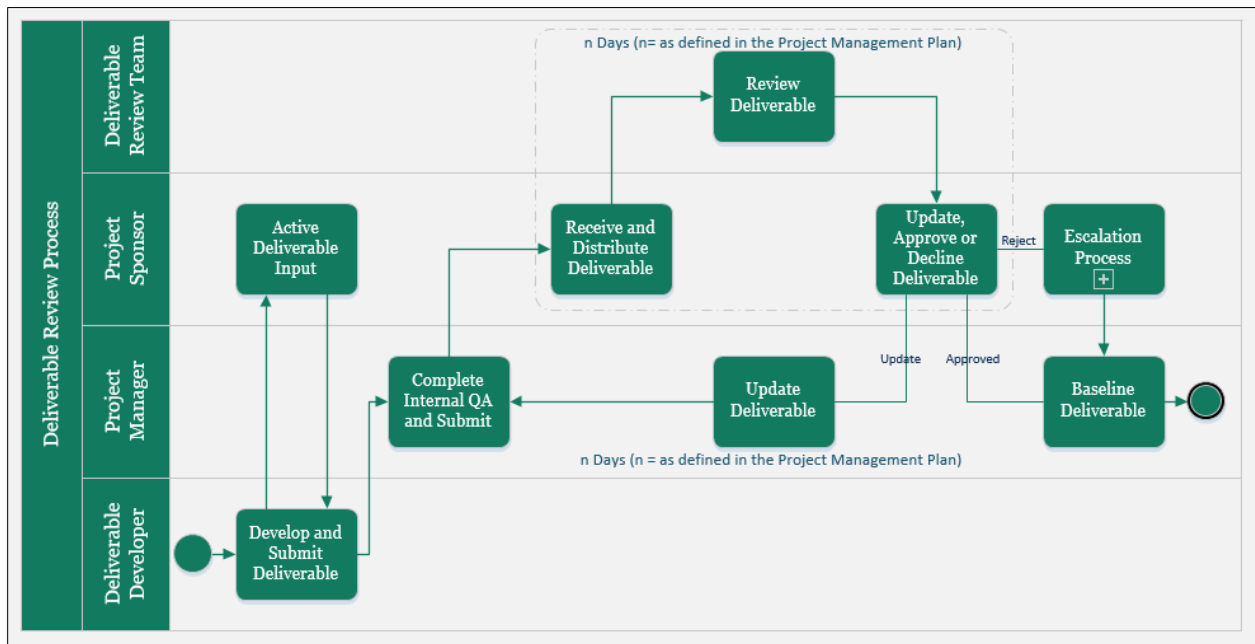 Deliverable Review Process
Deliverable
Review Team
n Days (n= as defined in the Project Management Plan)
Review
Deliverable
Project
Sponsor
Active
Deliverable
Input
Receive and
Distribute
Deliverable
Update,
Approve or
Decline
Deliverable
Reject
Escalation
Process
Project
Manager
Complete
Internal QA
and Submit
Update
Deliverable
Update
Approved
Baseline
Deliverable
n Days (n = as defined in the Project Management Plan)
Deliverable
Developer
Develop and
Submit
Deliverable